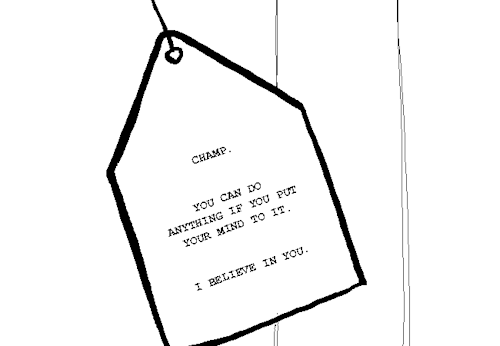 CHAMP.
YOU CAN DO
ANYTHING IF YOU PUT
YOUR MIND TO IT.
I BELIEVE IN YOU.